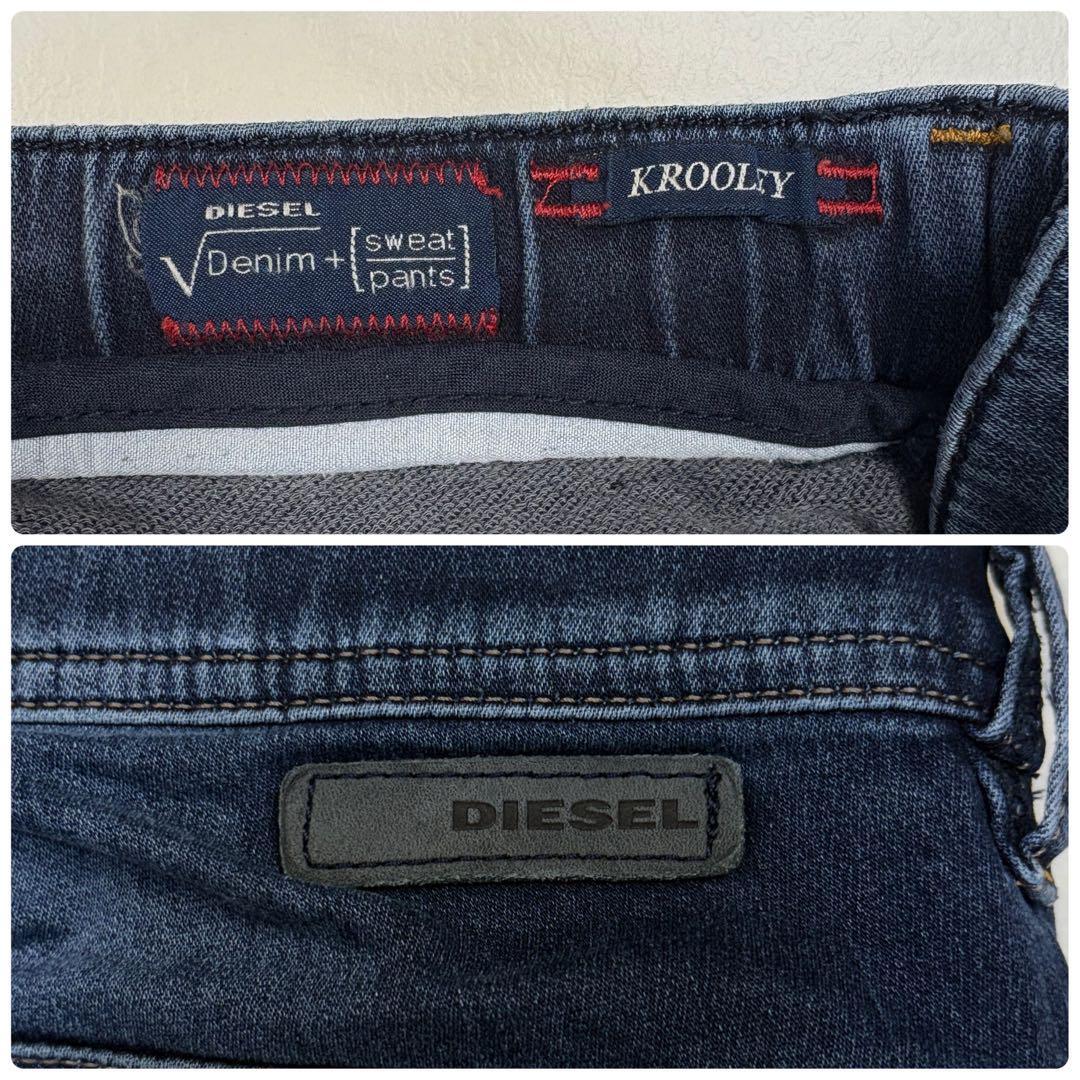 DIESEL
√Denim + [sweat
pants]
KROOLEY
DIESEL